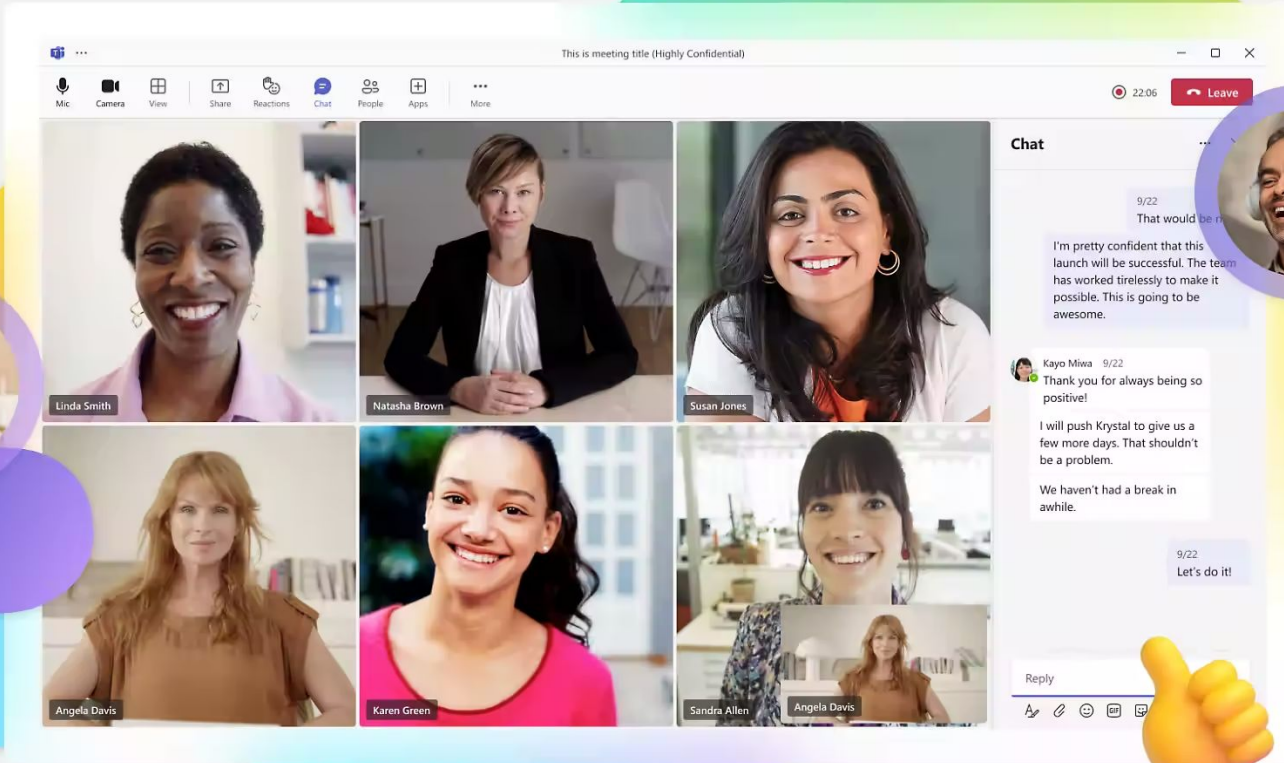 This is meeting title (Highly Confidential)
Mic
Camera
View
Share
Reactions
Chat
People
Apps
More
22:06
Leave
Linda Smith
Natasha Brown
Susan Jones
Angela Davis
Karen Green
Sandra Allen
Angela Davis
Chat
9/22
That would be
I'm pretty confident that this
launch will be successful. The team
has worked tirelessly to make it
possible. This is going to be
awesome.
Kayo Miwa 9/22
Thank you for always being so
positive!
I will push Krystal to give us a
few more days. That shouldn't
be a problem.
We haven't had a break in
awhile.
9/22
Let's do it!
Reply
GIF